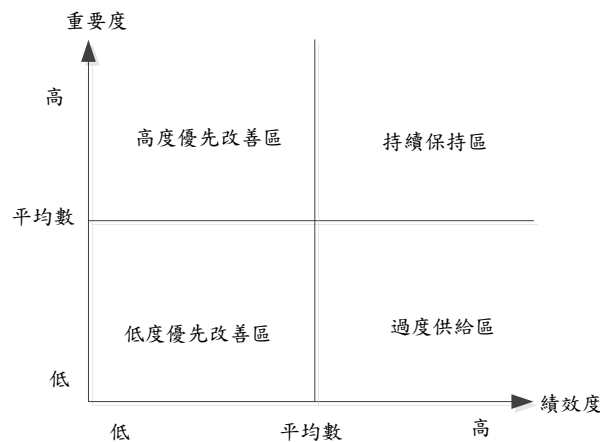 重要度
高
高度優先改善區
持續保持區
平均數
低度優先改善區
過度供給區
低
績效度
低
平均數
高